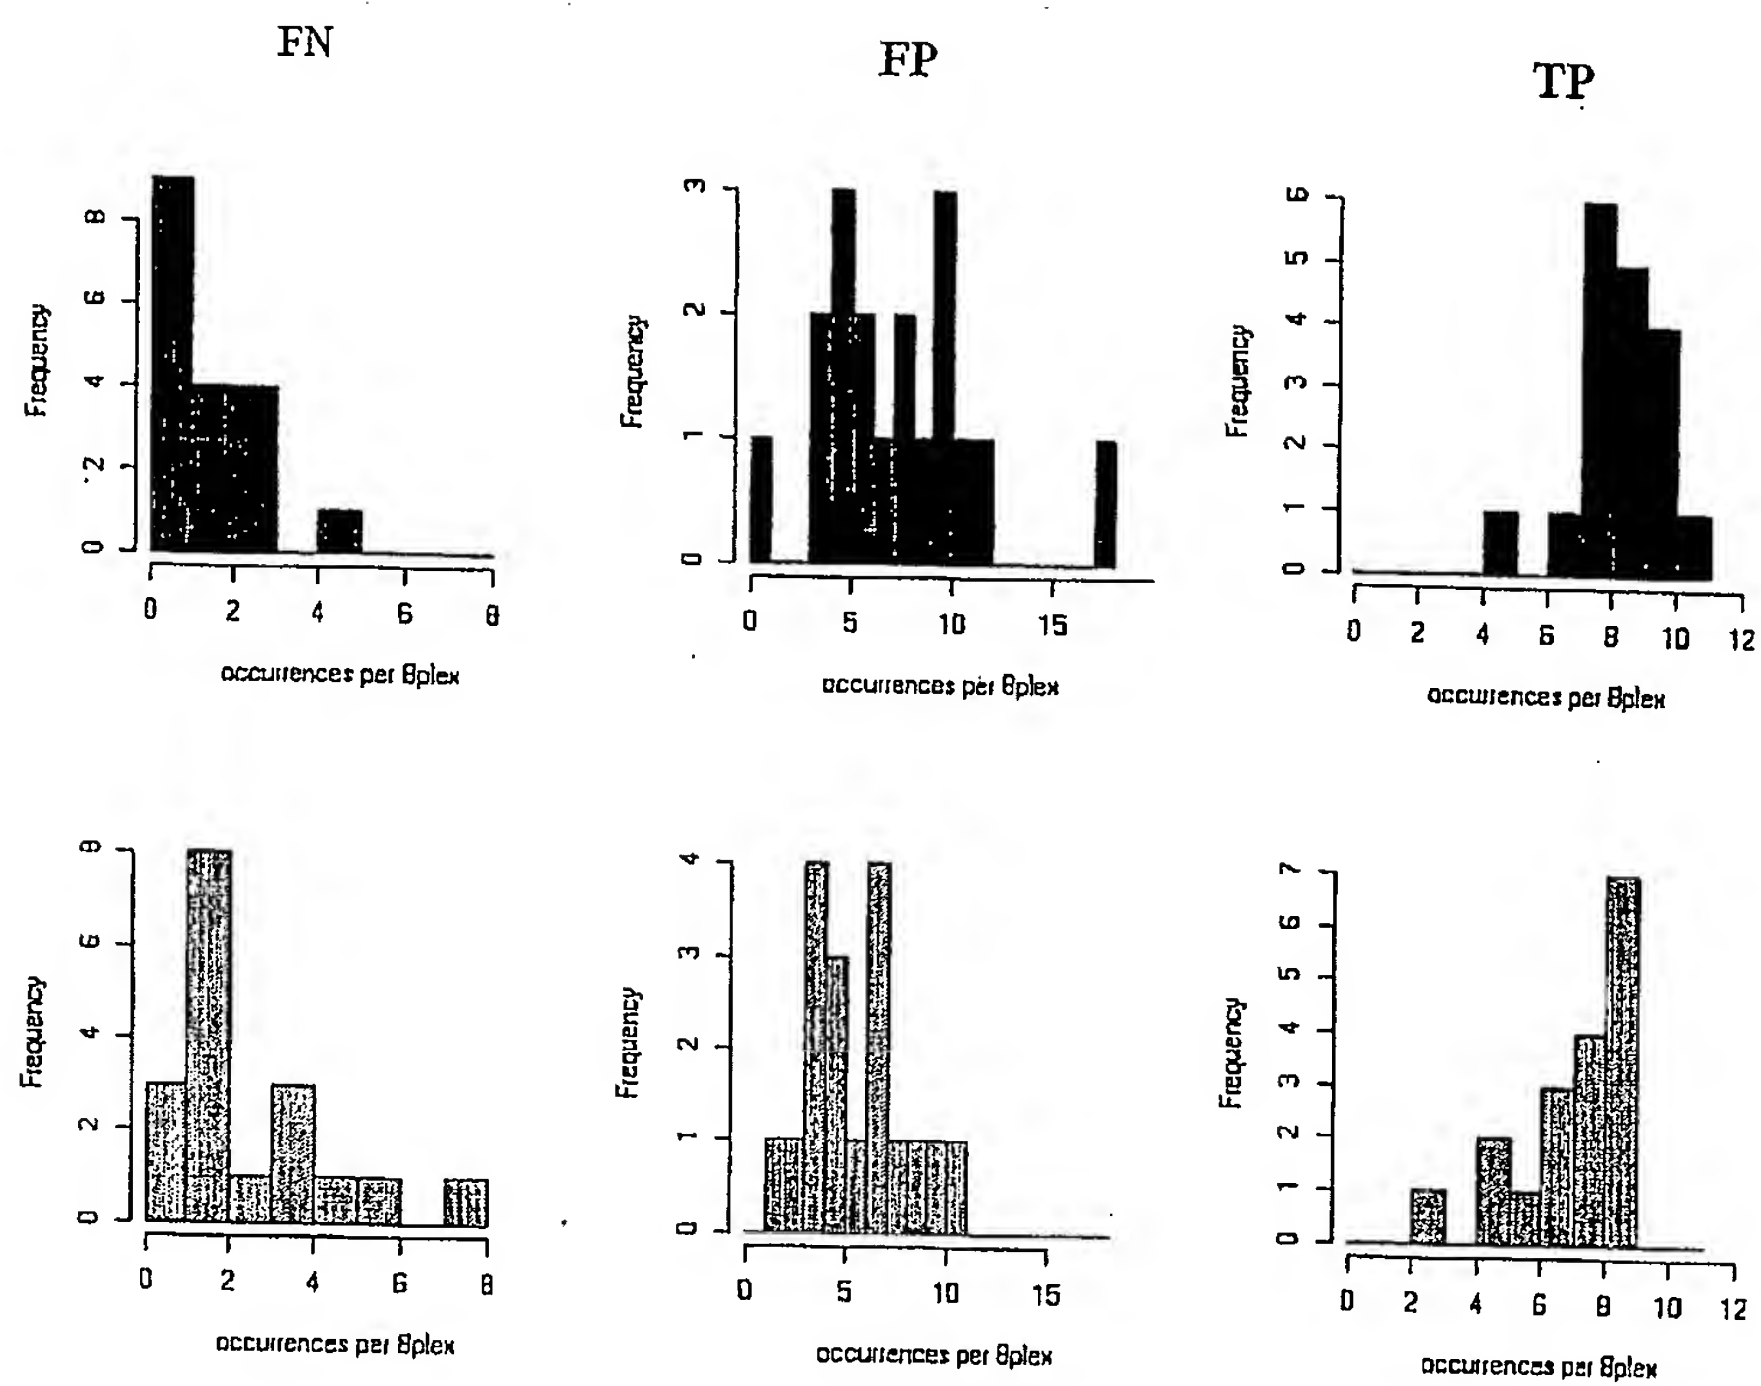 FN
FP
TP
Frequency
0 2 4 6 8
0 2 4 6 8
occurrences per 8plex
Frequency
0 1 2 3
0 5 10 15
occurrences per 8plex
Frequency
0 1 2 3 4 5 6
0 2 4 6 8 10 12
occurrences per 8plex
Frequency
0 2 4 6 8
0 2 4 6 8
occurrences per 8plex
Frequency
0 1 2 3 4
0 5 10 15
occurrences per 8plex
Frequency
0 1 2 3 4 5 6 7
0 2 4 6 8 10 12
occurrences per 8plex